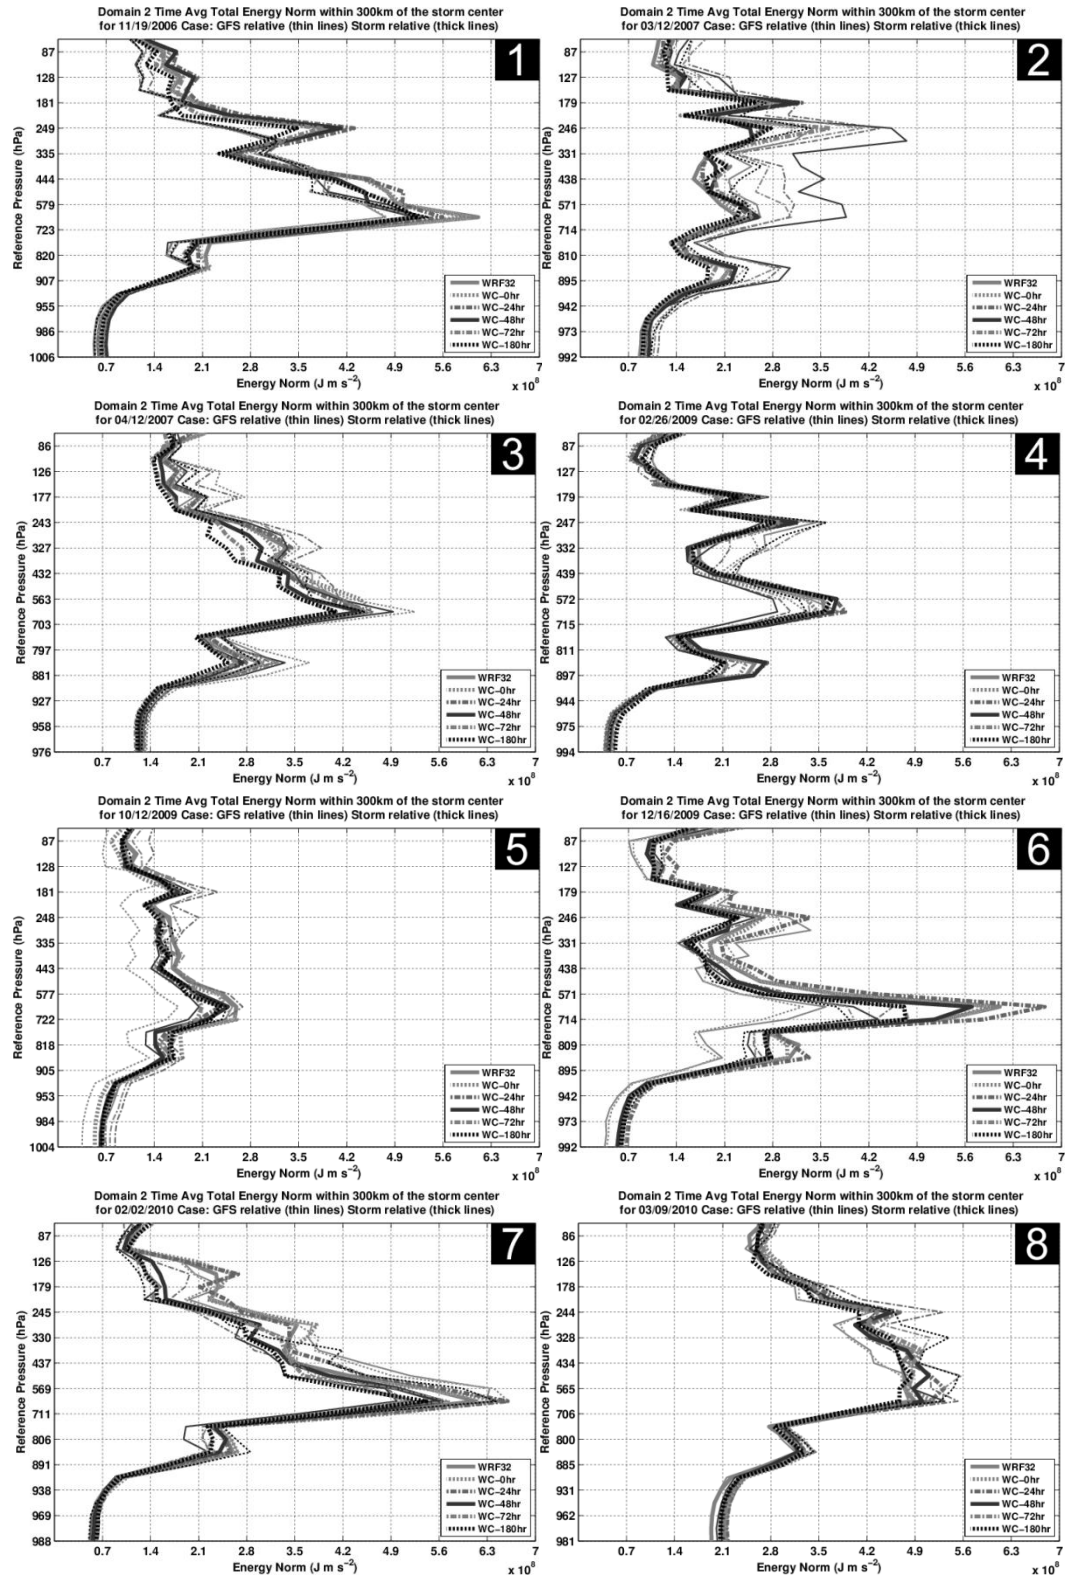 Domain 2 Time Avg Total Energy Norm within 300km of the storm center
for 11/19/2006 Case: GFS relative (thin lines) Storm relative (thick lines)
1
Reference Pressure (hPa)
87
128
181
249
335
444
579
723
820
907
955
986
1006
WRF32
WC-0hr
WC-24hr
WC-48hr
WC-72hr
WC-180hr
0.7 1.4 2.1 2.8 3.5 4.2 4.9 5.6 6.3 7
Energy Norm (J m s⁻²)
x 10⁸
Domain 2 Time Avg Total Energy Norm within 300km of the storm center
for 03/12/2007 Case: GFS relative (thin lines) Storm relative (thick lines)
2
Reference Pressure (hPa)
87
127
179
246
331
438
571
714
810
895
942
973
992
WRF32
WC-0hr
WC-24hr
WC-48hr
WC-72hr
WC-180hr
0.7 1.4 2.1 2.8 3.5 4.2 4.9 5.6 6.3 7
Energy Norm (J m s⁻²)
x 10⁸
Domain 2 Time Avg Total Energy Norm within 300km of the storm center
for 04/12/2007 Case: GFS relative (thin lines) Storm relative (thick lines)
3
Reference Pressure (hPa)
86
126
177
243
327
432
563
703
797
881
927
958
976
WRF32
WC-0hr
WC-24hr
WC-48hr
WC-72hr
WC-180hr
0.7 1.4 2.1 2.8 3.5 4.2 4.9 5.6 6.3 7
Energy Norm (J m s⁻²)
x 10⁸
Domain 2 Time Avg Total Energy Norm within 300km of the storm center
for 02/26/2009 Case: GFS relative (thin lines) Storm relative (thick lines)
4
Reference Pressure (hPa)
87
127
179
247
332
439
572
715
811
897
944
975
994
WRF32
WC-0hr
WC-24hr
WC-48hr
WC-72hr
WC-180hr
0.7 1.4 2.1 2.8 3.5 4.2 4.9 5.6 6.3 7
Energy Norm (J m s⁻²)
x 10⁸
Domain 2 Time Avg Total Energy Norm within 300km of the storm center
for 10/12/2009 Case: GFS relative (thin lines) Storm relative (thick lines)
5
Reference Pressure (hPa)
87
128
181
248
335
443
577
722
818
905
953
984
1004
WRF32
WC-0hr
WC-24hr
WC-48hr
WC-72hr
WC-180hr
0.7 1.4 2.1 2.8 3.5 4.2 4.9 5.6 6.3 7
Energy Norm (J m s⁻²)
x 10⁸
Domain 2 Time Avg Total Energy Norm within 300km of the storm center
for 12/16/2009 Case: GFS relative (thin lines) Storm relative (thick lines)
6
Reference Pressure (hPa)
87
127
179
246
331
438
571
714
809
895
942
973
992
WRF32
WC-0hr
WC-24hr
WC-48hr
WC-72hr
WC-180hr
0.7 1.4 2.1 2.8 3.5 4.2 4.9 5.6 6.3 7
Energy Norm (J m s⁻²)
x 10⁸
Domain 2 Time Avg Total Energy Norm within 300km of the storm center
for 02/02/2010 Case: GFS relative (thin lines) Storm relative (thick lines)
7
Reference Pressure (hPa)
87
126
179
245
330
437
569
711
806
891
938
969
988
WRF32
WC-0hr
WC-24hr
WC-48hr
WC-72hr
WC-180hr
0.7 1.4 2.1 2.8 3.5 4.2 4.9 5.6 6.3 7
Energy Norm (J m s⁻²)
x 10⁸
Domain 2 Time Avg Total Energy Norm within 300km of the storm center
for 03/09/2010 Case: GFS relative (thin lines) Storm relative (thick lines)
8
Reference Pressure (hPa)
86
126
178
244
328
434
565
706
800
885
931
962
981
WRF32
WC-0hr
WC-24hr
WC-48hr
WC-72hr
WC-180hr
0.7 1.4 2.1 2.8 3.5 4.2 4.9 5.6 6.3 7
Energy Norm (J m s⁻²)
x 10⁸